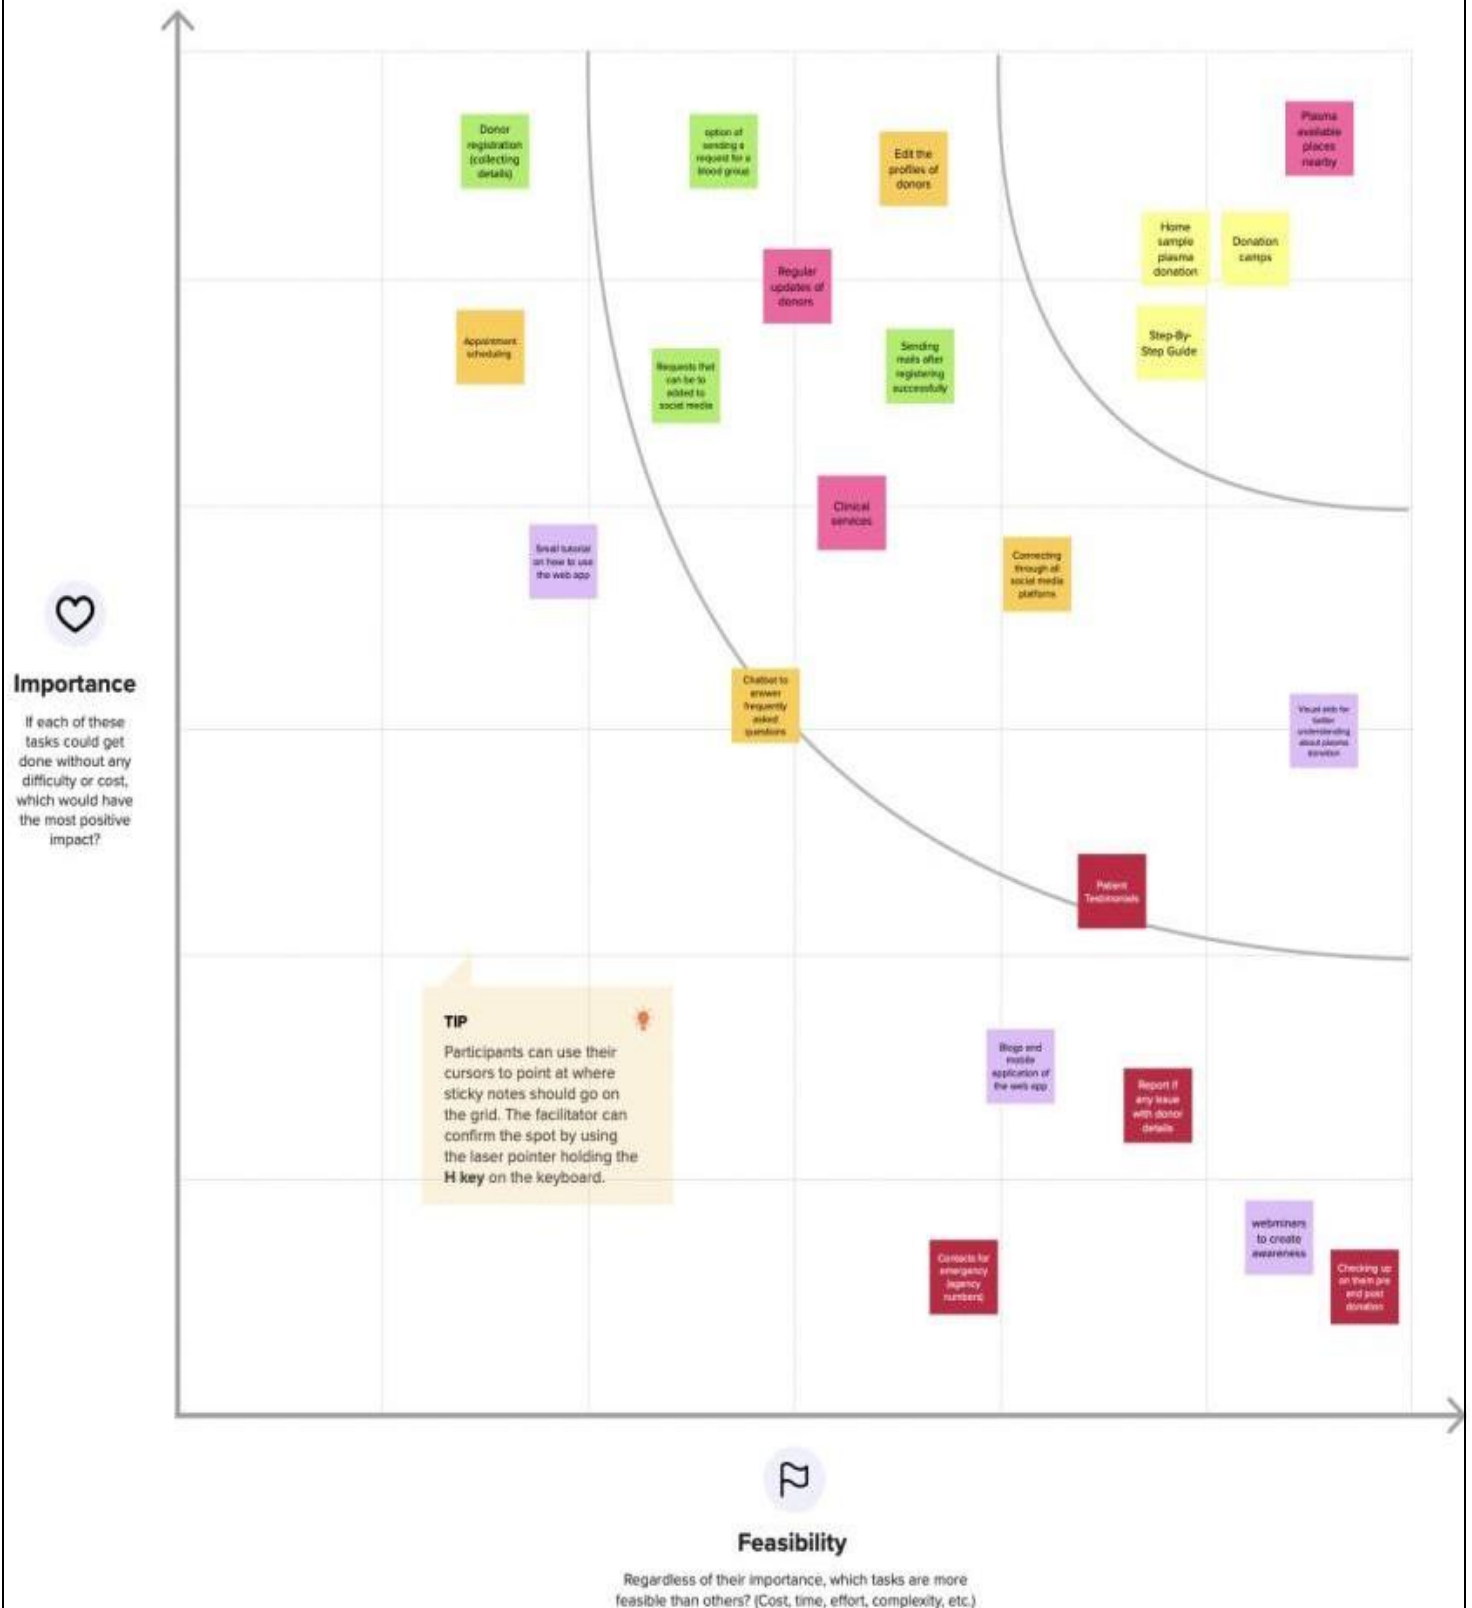 Donor
registration
(collecting
details)
option of
sending a
request for a
blood group
Edit the
profiles of
donors
Plasma
available
places
nearby
Home
sample
plasma
donation
Donation
camps
Regular
updates of
donors
Appointment
scheduling
Requests that
can be to
added to
social media
Sending
mails after
registering
successfully
Step-By-
Step Guide
Clinical
services
Small tutorial
on how to use
the web app
Connecting
through all
social media
platforms
Importance
If each of these
tasks could get
done without any
difficulty or cost,
which would have
the most positive
impact?
Chatbot to
answer
frequently
asked
questions
Visual aids for
better
understanding
about plasma
donation
Patient
Testimonials
TIP
Participants can use their
cursors to point at where
sticky notes should go on
the grid. The facilitator can
confirm the spot by using
the laser pointer holding the
H key on the keyboard.
Blogs and
mobile
application of
the web app
Report if
any issue
with donor
details
Contacts for
emergency
(agency
numbers)
webminars
to create
awareness
Checking up
on them pre
and post
donation
Feasibility
Regardless of their importance, which tasks are more
feasible than others? (Cost, time, effort, complexity, etc.)